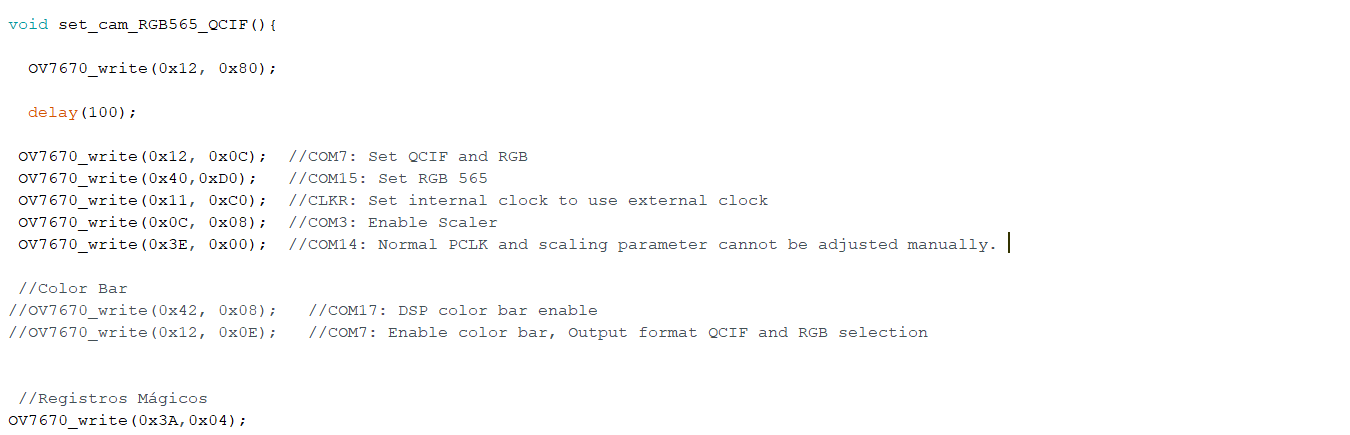 void set_cam_RGB565_QCIF(){
OV7670_write(0x12, 0x80);
delay(100);
OV7670_write(0x12, 0x0C);  //COM7: Set QCIF and RGB
OV7670_write(0x40,0xD0);   //COM15: Set RGB 565
OV7670_write(0x11, 0xC0);  //CLKR: Set internal clock to use external clock
OV7670_write(0x0C, 0x08);  //COM3: Enable Scaler
OV7670_write(0x3E, 0x00);  //COM14: Normal PCLK and scaling parameter cannot be adjusted manually.
//Color Bar
//OV7670_write(0x42, 0x08);   //COM17: DSP color bar enable
//OV7670_write(0x12, 0x0E);   //COM7: Enable color bar, Output format QCIF and RGB selection
//Registros Mágicos
OV7670_write(0x3A,0x04);